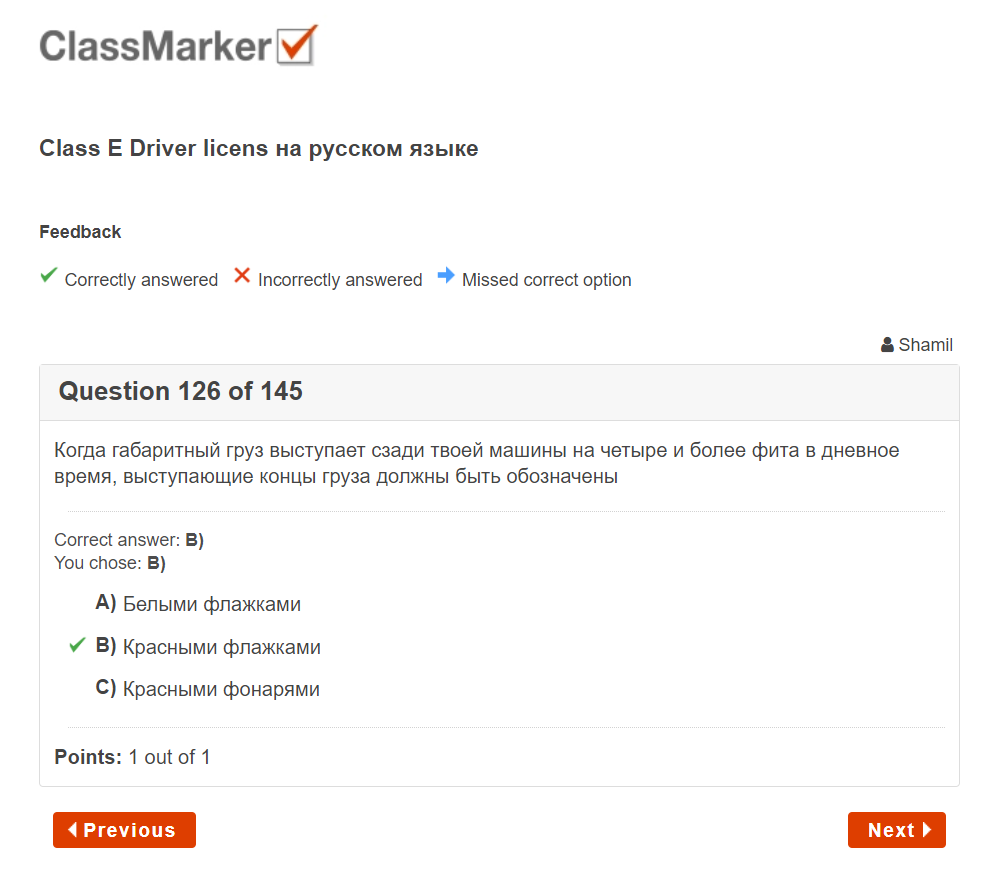 ClassMarker
Class E Driver licens на русском языке
Feedback
Correctly answered Incorrectly answered Missed correct option
Shamil
Question 126 of 145
Когда габаритный груз выступает сзади твоей машины на четыре и более фита в дневное
время, выступающие концы груза должны быть обозначены
Correct answer: B)
You chose: B)
A) Белыми флажками
B) Красными флажками
C) Красными фонарями
Points: 1 out of 1
Previous Next